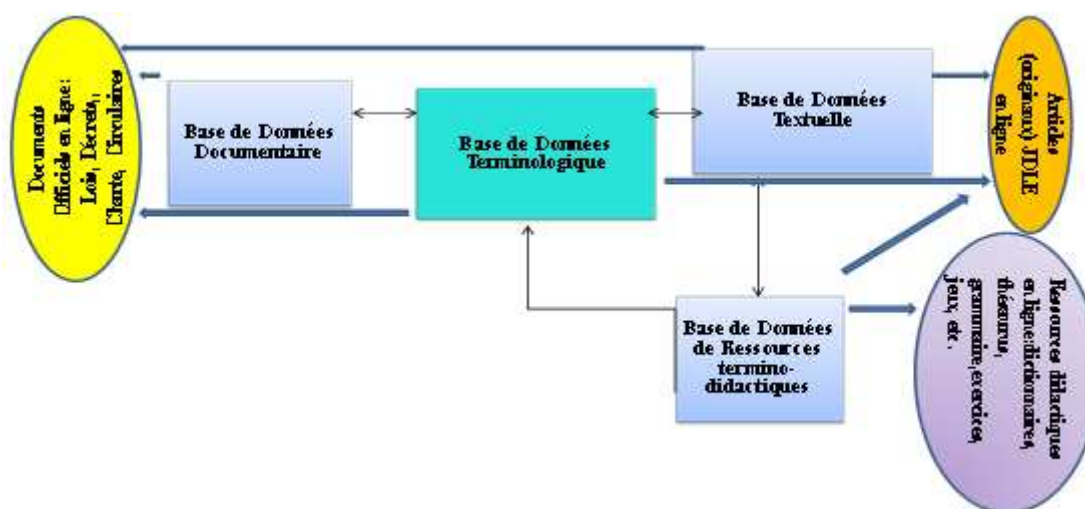 Documents
Officiels en ligne:
Lois, Décrets,
Charte, Circulaires
Base de Données
Documentaire
Base de Données
Terminologique
Base de Données
Textuelle
Articles
(originaux) JDLE
en ligne
Base de Données
de Ressources
termino-
didactiques
Ressources didactiques
en ligne:dictionnaires,
thésaurus,
grammaire,exercices,
jeux, etc.